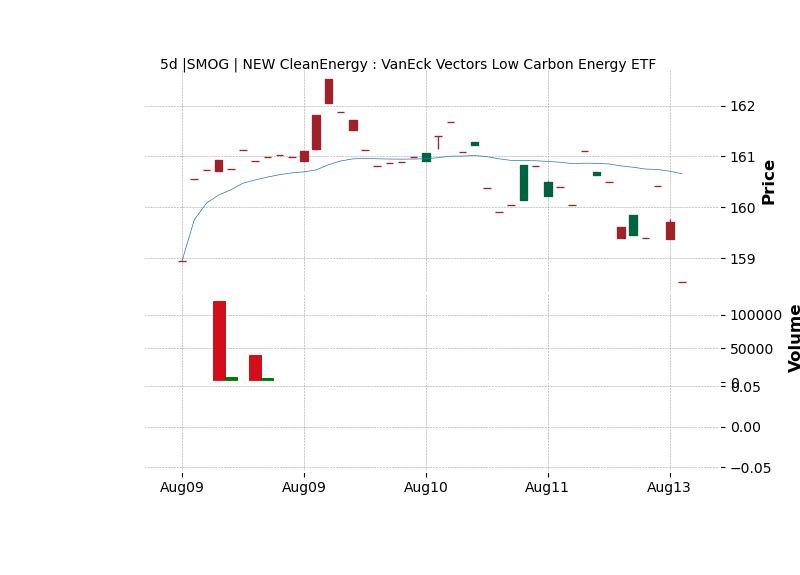 5d |SMOG | NEW CleanEnergy : VanEck Vectors Low Carbon Energy ETF
162
161
160
159
Price
100000
50000
0
Volume
0.05
0.00
−0.05
Aug09 Aug09 Aug10 Aug11 Aug13